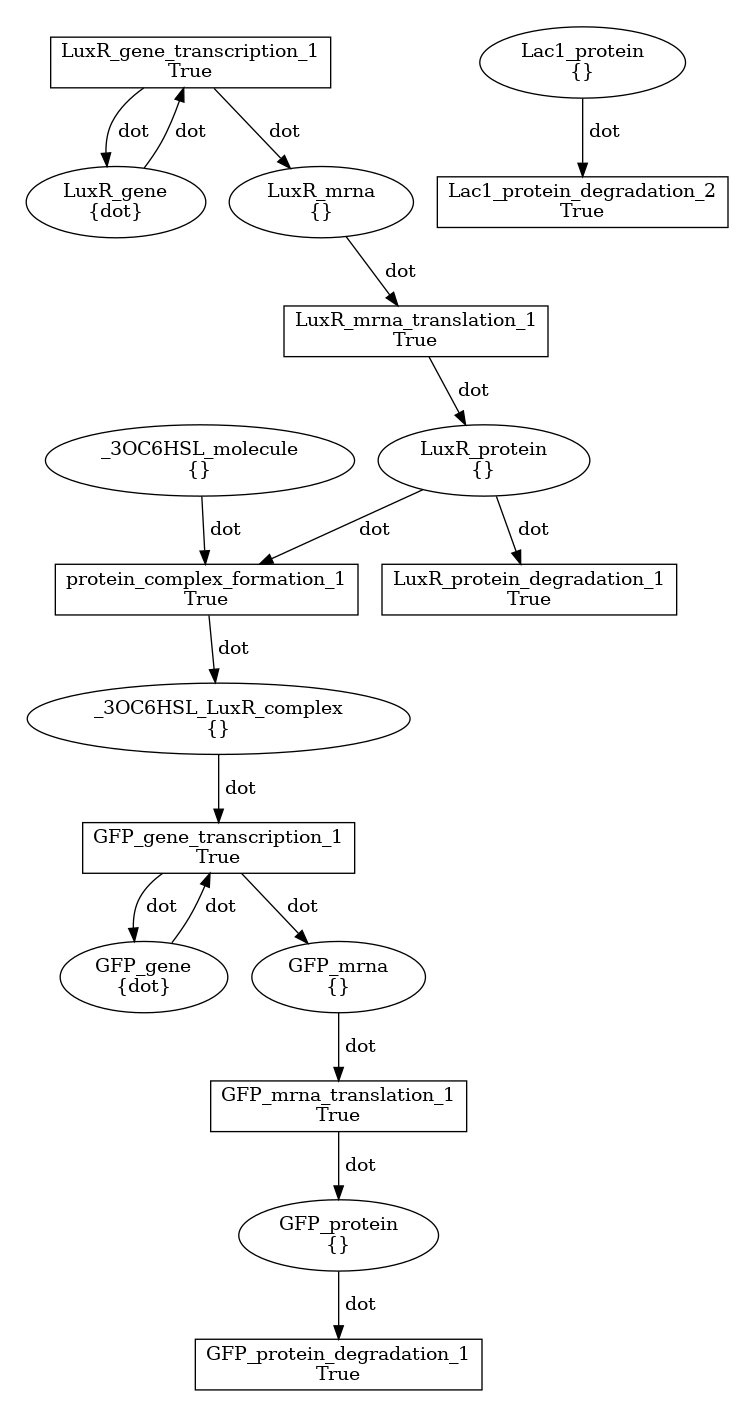 LuxR_gene_transcription_1
True
Lac1_protein
{}
dot
dot
dot
dot
LuxR_gene
{dot}
LuxR_mrna
{}
Lac1_protein_degradation_2
True
dot
LuxR_mrna_translation_1
True
dot
_3OC6HSL_molecule
{}
LuxR_protein
{}
dot
dot
dot
protein_complex_formation_1
True
LuxR_protein_degradation_1
True
dot
_3OC6HSL_LuxR_complex
{}
dot
GFP_gene_transcription_1
True
dot
dot
dot
GFP_gene
{dot}
GFP_mrna
{}
dot
GFP_mrna_translation_1
True
dot
GFP_protein
{}
dot
GFP_protein_degradation_1
True